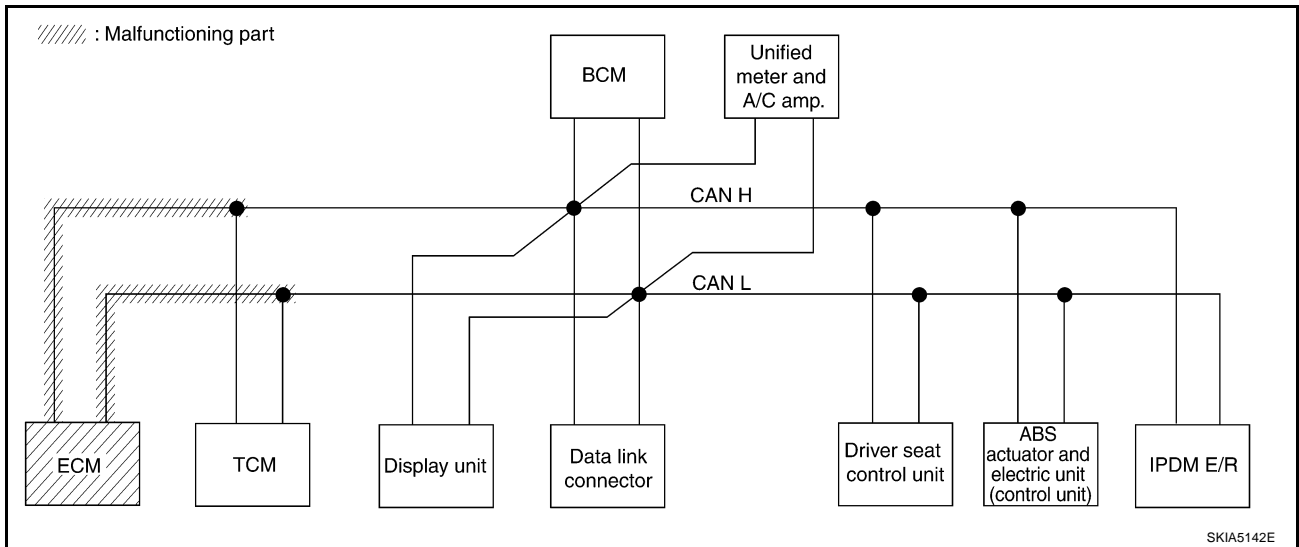 : Malfunctioning part
BCM
Unified
meter and
A/C amp.
CAN H
CAN L
ECM
TCM
Display unit
Data link
connector
Driver seat
control unit
ABS
actuator and
electric unit
(control unit)
IPDM E/R
SKIA5142E